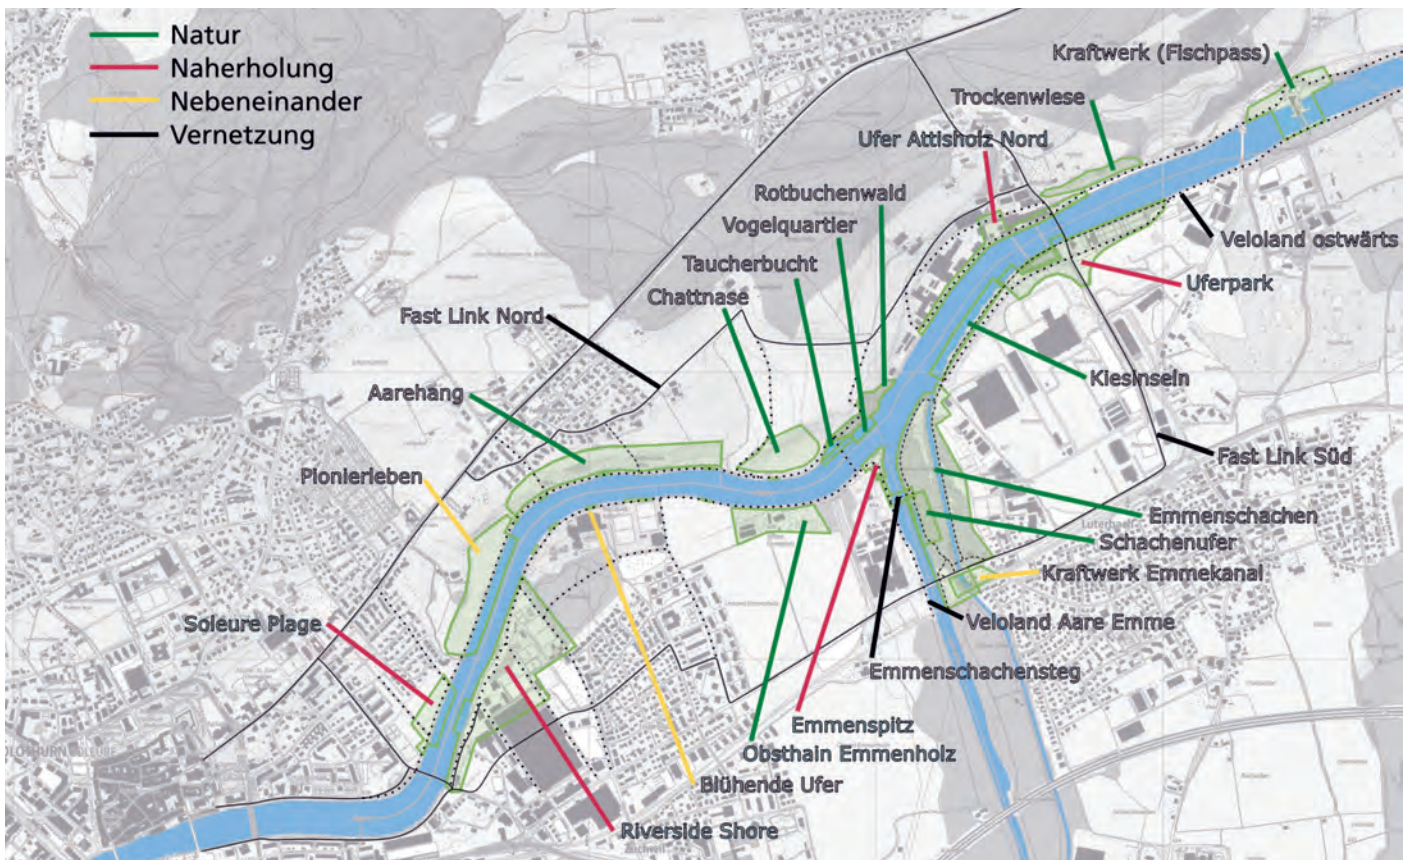 Natur
Naherholung
Nebeneinander
Vernetzung
Kraftwerk (Fischpass)
Trockenwiese
Ufer Attisholz Nord
Rotbuchenwald
Vogelquartier
Veloland ostwärts
Taucherbucht
Uferpark
Chattnase
Fast Link Nord
Kiesinseln
Aarehang
Fast Link Süd
Pionierleben
Emmenschachen
Luterbach
Schachenufer
Kraftwerk Emmekanal
Soleure Plage
Veloland Aare Emme
Emmenschachensteg
Emmenspitz
Obsthain Emmenholz
Blühende Ufer
Riverside Shore
Zuchwil